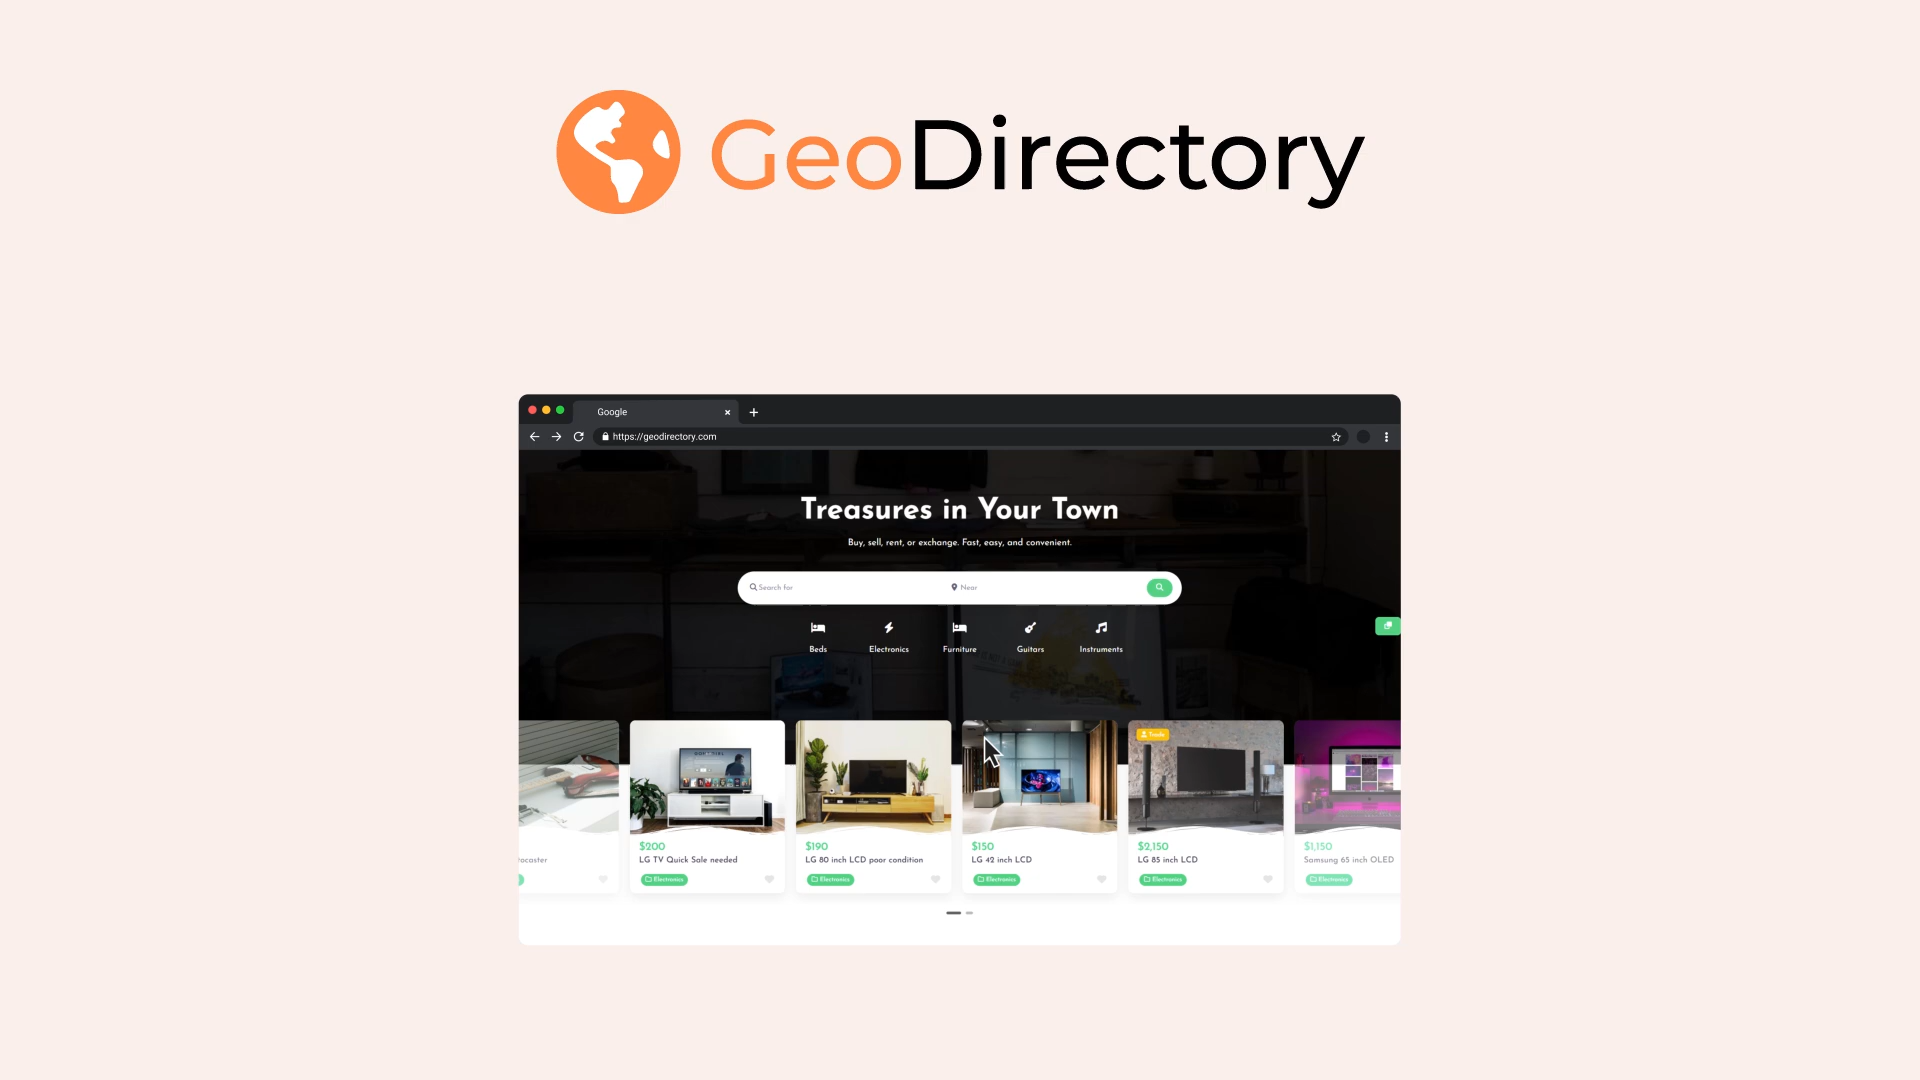 GeoDirectory
Google
https://geodirectory.com
Treasures in Your Town
Buy, sell, rent, or exchange. Fast, easy, and convenient.
Search for
Near
Beds
Electronics
Furniture
Guitars
Instruments
Trade
$200
$190
$150
$2,150
$1,150
ocaster
LG TV Quick Sale needed
LG 80 inch LCD poor condition
LG 42 inch LCD
LG 85 inch LCD
Samsung 65 inch OLED
Electronics
Electronics
Electronics
Electronics
Electronics